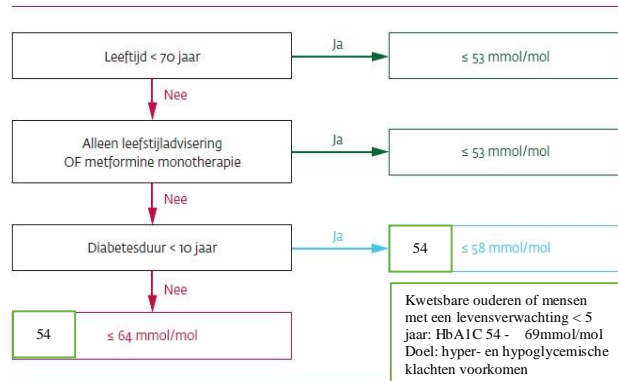 Leeftijd < 70 jaar
Ja
≤ 53 mmol/mol
Nee
Alleen leefstijladvisering
OF metformine monotherapie
Ja
≤ 53 mmol/mol
Nee
Diabetesduur < 10 jaar
Ja
54 ≤ 58 mmol/mol
Nee
54 ≤ 64 mmol/mol
Kwetsbare ouderen of mensen
met een levensverwachting < 5
jaar: HbA1C 54 - 69mmol/mol
Doel: hyper- en hypoglycemische
klachten voorkomen